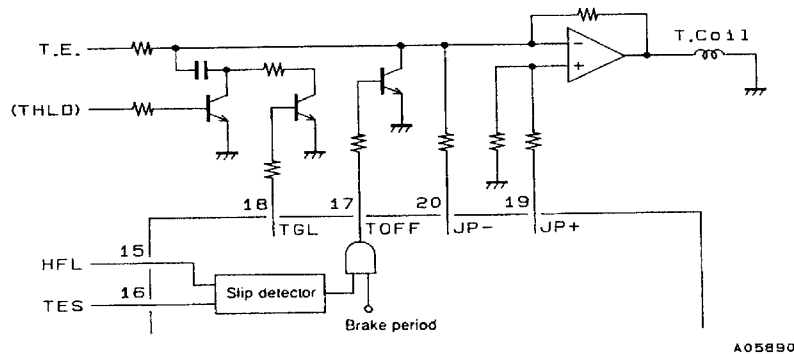 T.E.
T.Coil
(THLD)
18
17
20
19
TGL
TOFF
JP-
JP+
15
HFL
16
TES
Slip detector
Brake period
A05890